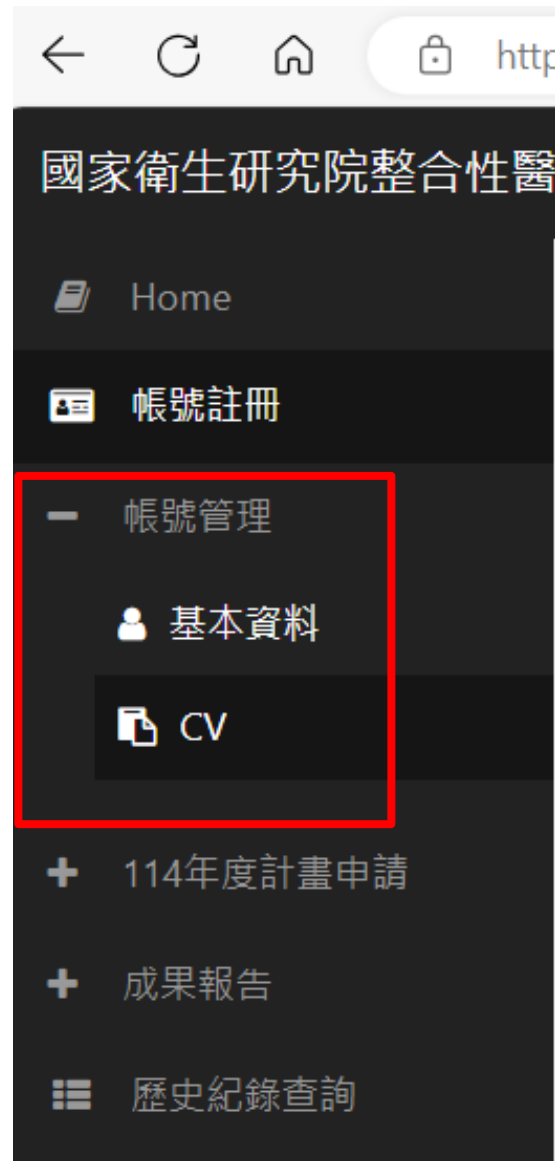 http
國家衛生研究院整合性醫
Home
帳號註冊
帳號管理
基本資料
CV
114年度計畫申請
成果報告
歷史紀錄查詢